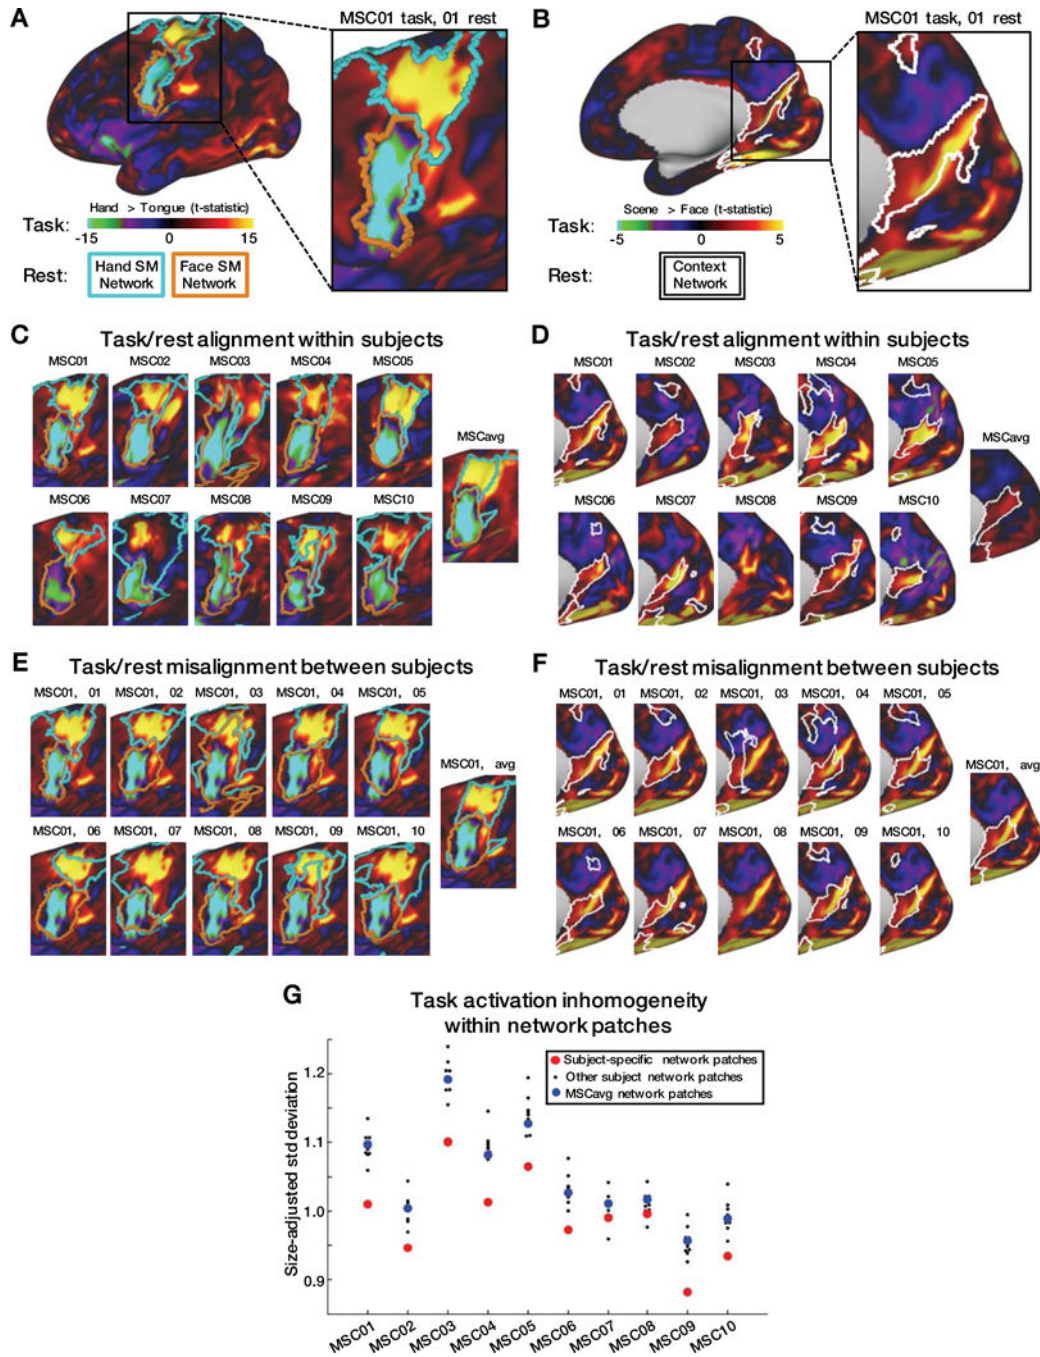 A
MSC01 task, 01 rest
Hand > Tongue (t-statistic)
Task:
-15 0 15
Rest:
Hand SM
Network
Face SM
Network
B
MSC01 task, 01 rest
Scene > Face (t-statistic)
Task:
-5 0 5
Rest:
Context
Network
C
Task/rest alignment within subjects
MSC01 MSC02 MSC03 MSC04 MSC05
MSCavg
MSC06 MSC07 MSC08 MSC09 MSC10
D
Task/rest alignment within subjects
MSC01 MSC02 MSC03 MSC04 MSC05
MSCavg
MSC06 MSC07 MSC08 MSC09 MSC10
E
Task/rest misalignment between subjects
MSC01, 01 MSC01, 02 MSC01, 03 MSC01, 04 MSC01, 05
MSC01, avg
MSC01, 06 MSC01, 07 MSC01, 08 MSC01, 09 MSC01, 10
F
Task/rest misalignment between subjects
MSC01, 01 MSC01, 02 MSC01, 03 MSC01, 04 MSC01, 05
MSC01, avg
MSC01, 06 MSC01, 07 MSC01, 08 MSC01, 09 MSC01, 10
G
Task activation inhomogeneity
within network patches
Subject-specific network patches
Other subject network patches
MSCavg network patches
Size-adjusted std deviation
1.2
1.1
1.0
0.9
MSC01 MSC02 MSC03 MSC04 MSC05 MSC06 MSC07 MSC08 MSC09 MSC10